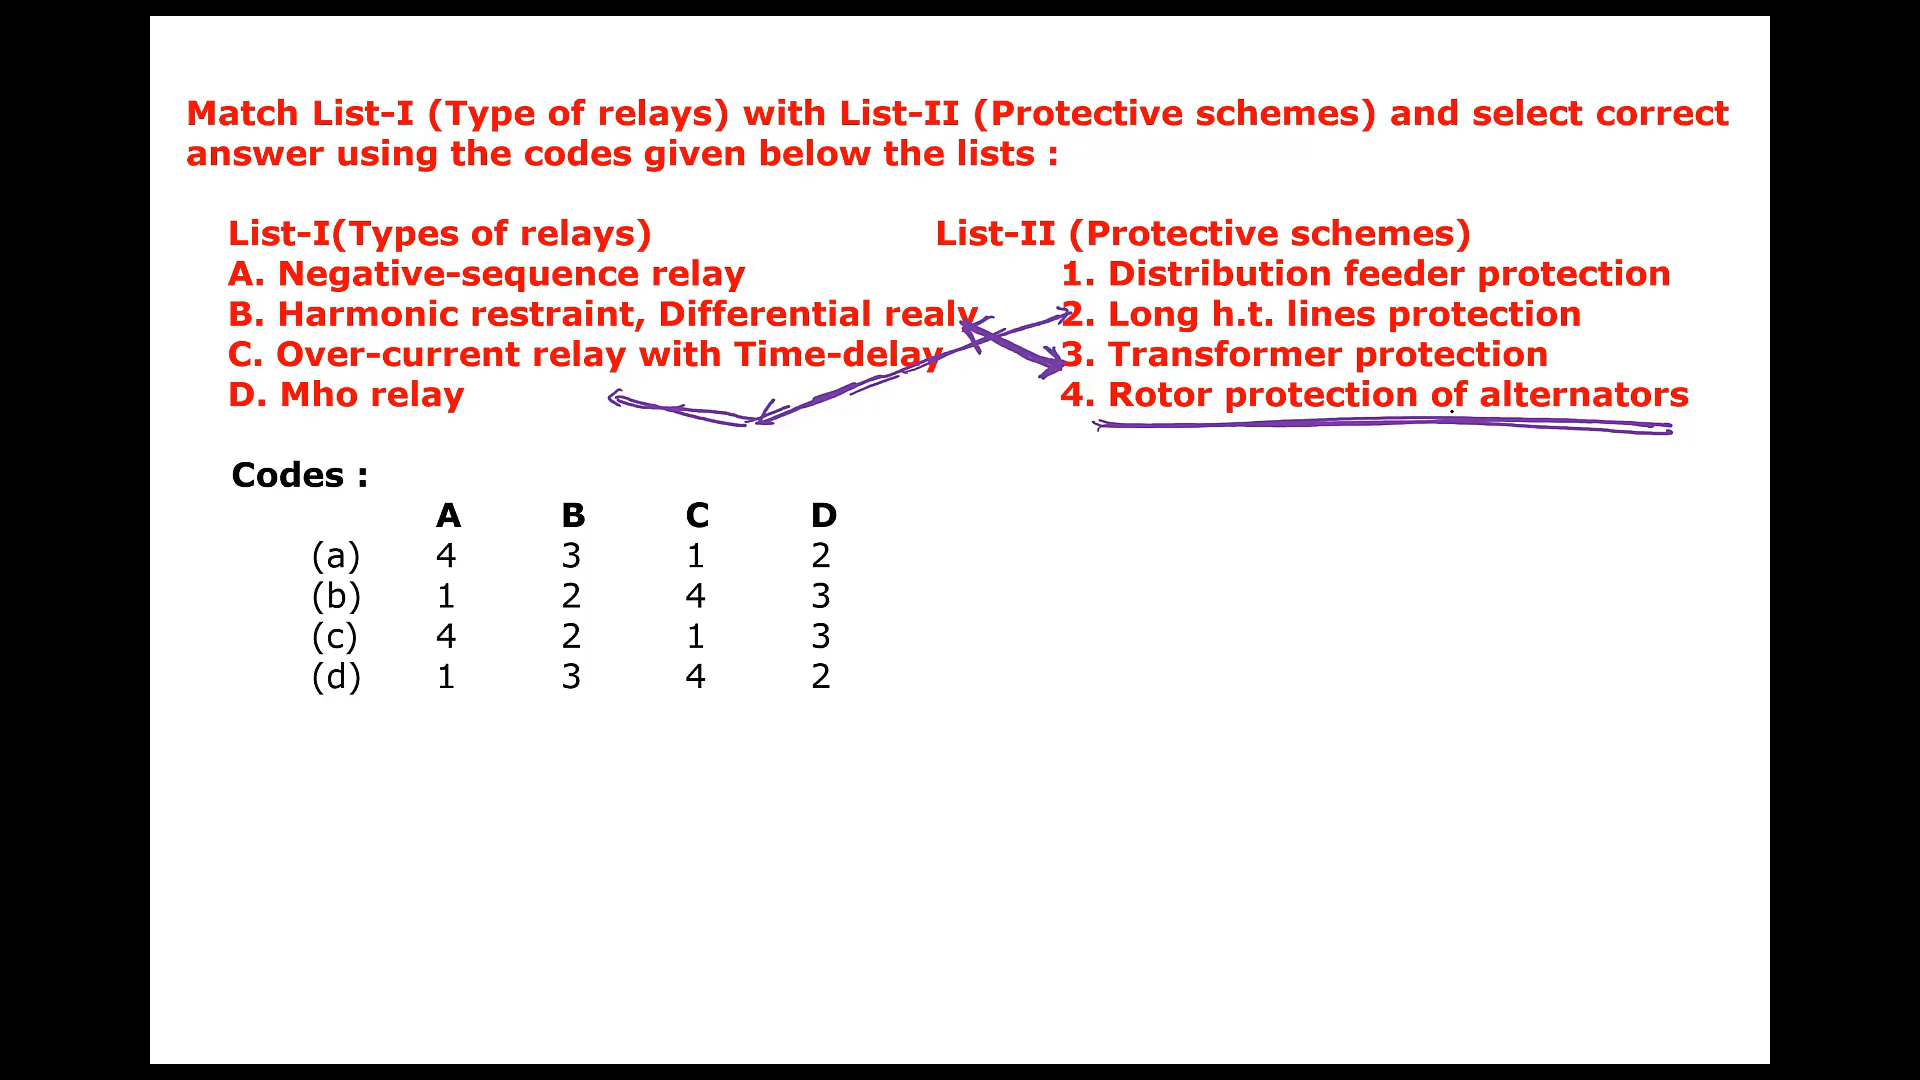 Match List-I (Type of relays) with List-II (Protective schemes) and select correct
answer using the codes given below the lists :
List-I(Types of relays) List-II (Protective schemes)
A. Negative-sequence relay 1. Distribution feeder protection
B. Harmonic restraint, Differential realy 2. Long h.t. lines protection
C. Over-current relay with Time-delay 3. Transformer protection
D. Mho relay 4. Rotor protection of alternators
Codes :
A B C D
(a) 4 3 1 2
(b) 1 2 4 3
(c) 4 2 1 3
(d) 1 3 4 2